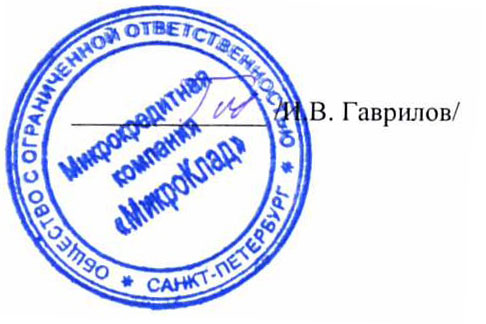 ОБЩЕСТВО С ОГРАНИЧЕННОЙ ОТВЕТСТВЕННОСТЬЮ * САНКТ-ПЕТЕРБУРГ *
Микрокредитная
компания
«МикроКлад»
/И.В. Гаврилов/